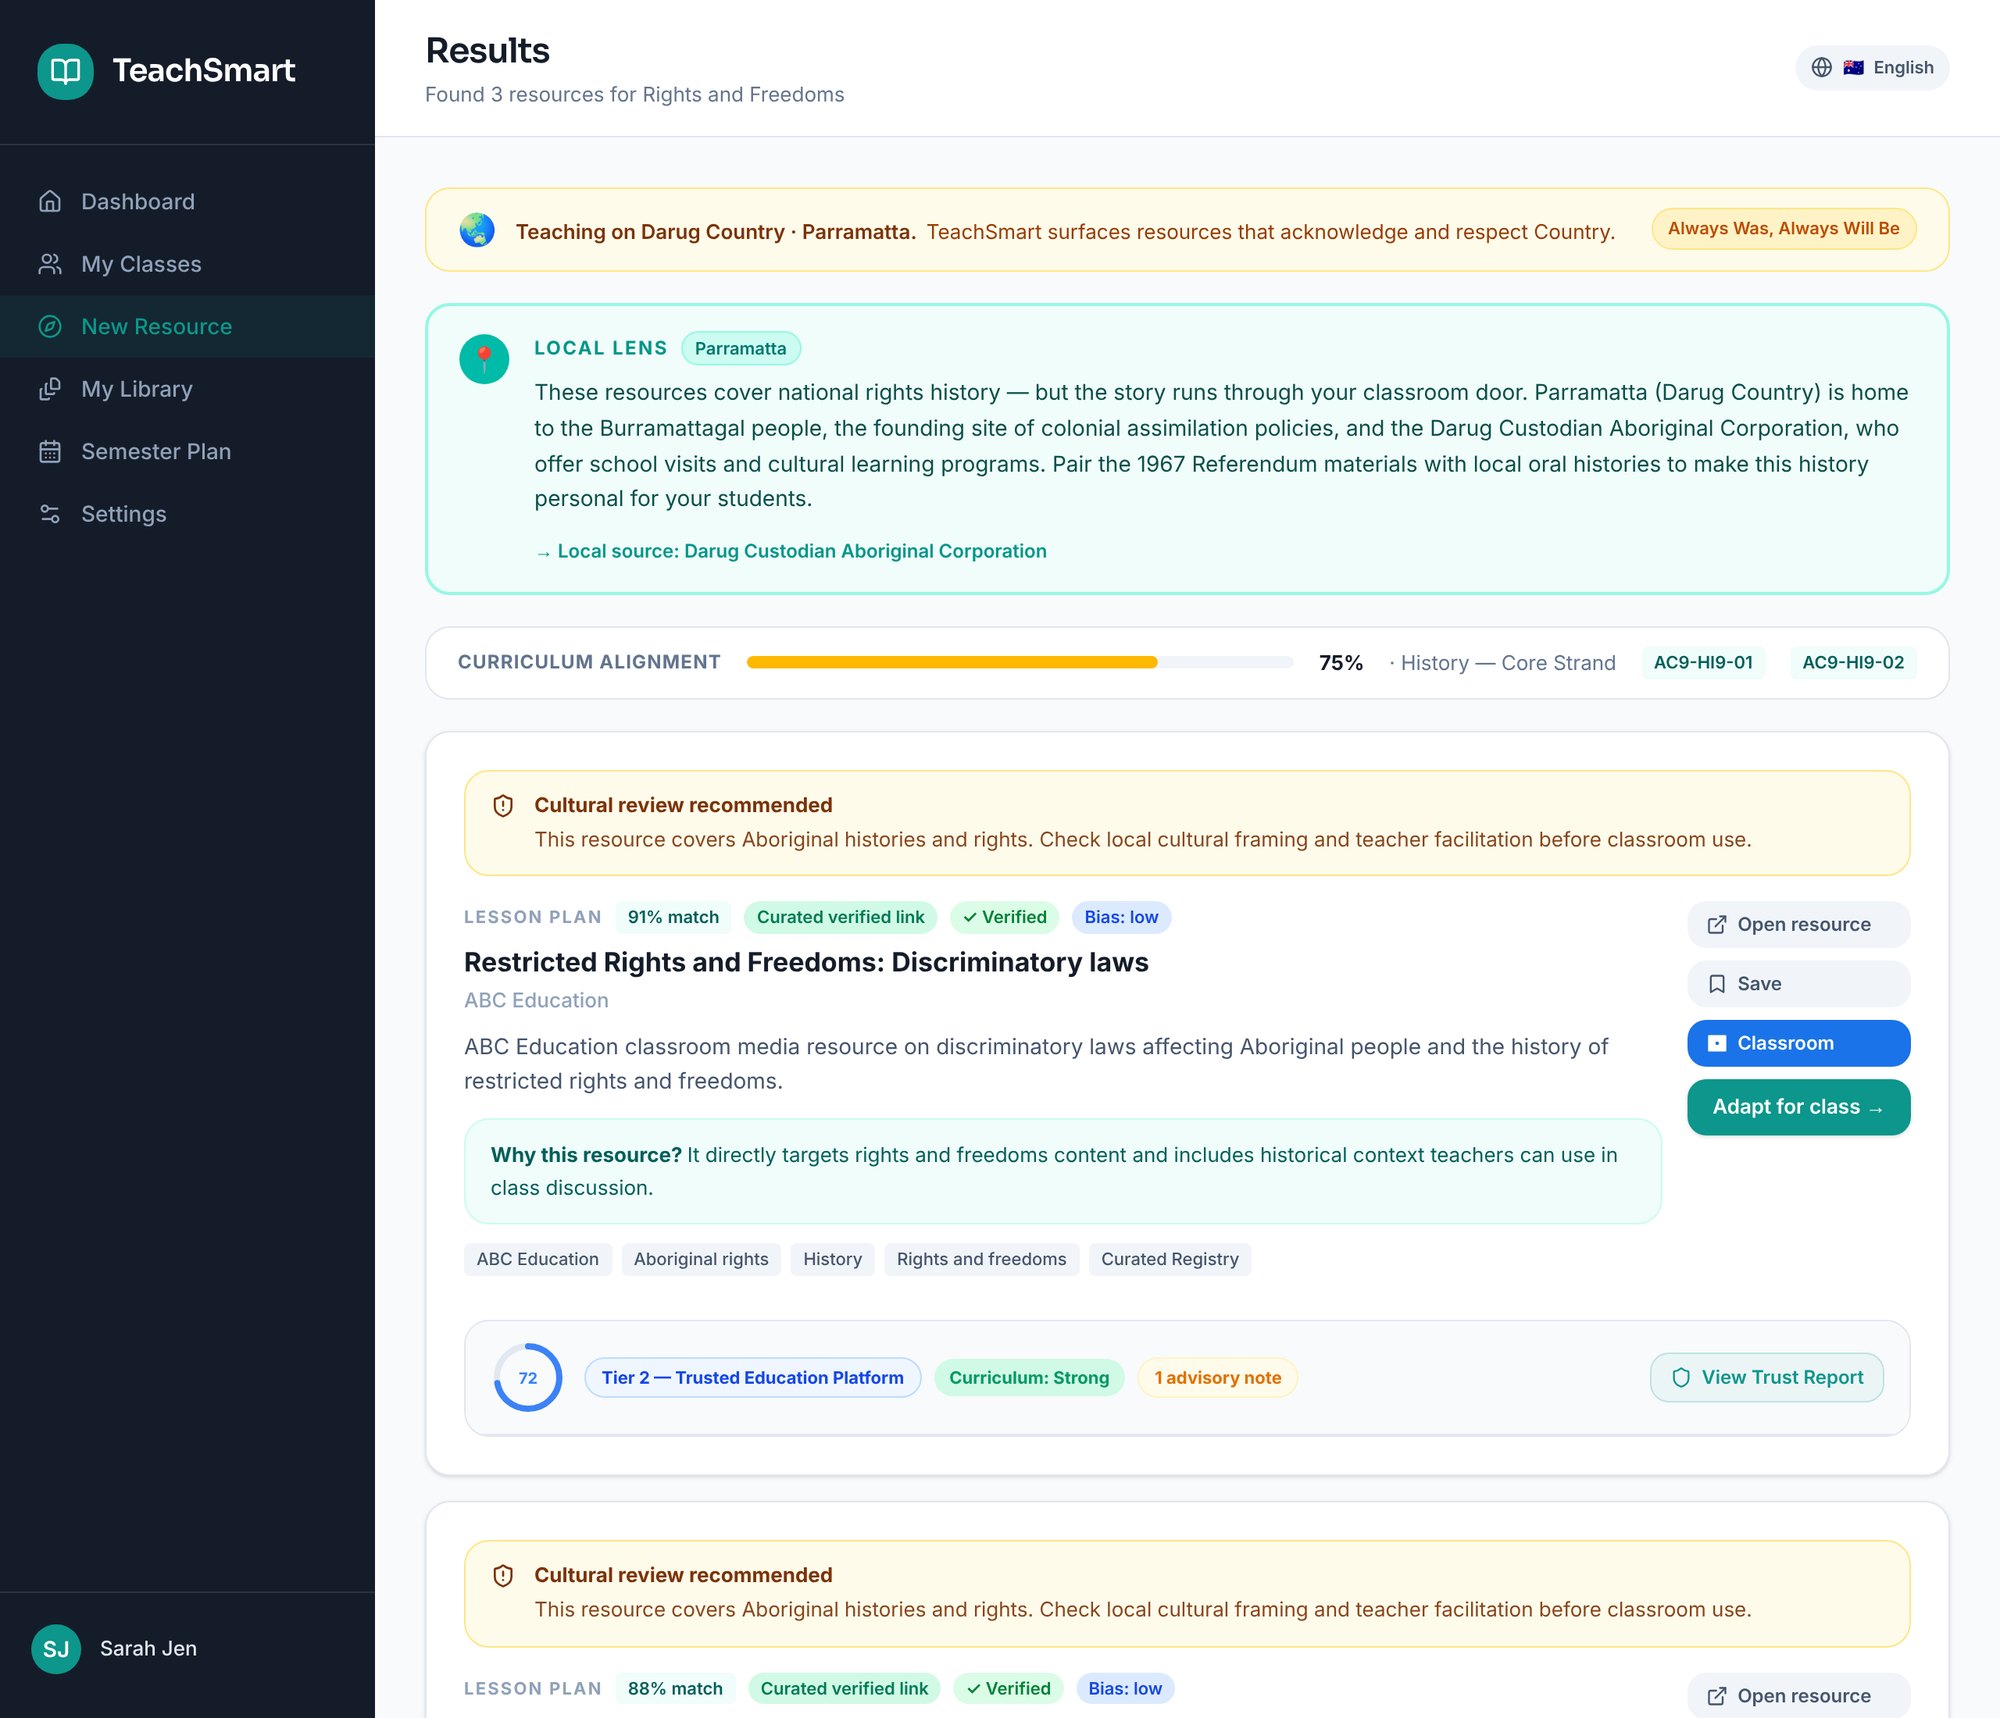 TeachSmart
Dashboard
My Classes
New Resource
My Library
Semester Plan
Settings
SJ
Sarah Jen
Results
Found 3 resources for Rights and Freedoms
English
Teaching on Darug Country · Parramatta. TeachSmart surfaces resources that acknowledge and respect Country.
Always Was, Always Will Be
LOCAL LENS
Parramatta
These resources cover national rights history — but the story runs through your classroom door. Parramatta (Darug Country) is home
to the Burramattagal people, the founding site of colonial assimilation policies, and the Darug Custodian Aboriginal Corporation, who
offer school visits and cultural learning programs. Pair the 1967 Referendum materials with local oral histories to make this history
personal for your students.
→ Local source: Darug Custodian Aboriginal Corporation
CURRICULUM ALIGNMENT
75%
· History — Core Strand
AC9-HI9-01
AC9-HI9-02
Cultural review recommended
This resource covers Aboriginal histories and rights. Check local cultural framing and teacher facilitation before classroom use.
LESSON PLAN
91% match
Curated verified link
✓ Verified
Bias: low
Restricted Rights and Freedoms: Discriminatory laws
ABC Education
ABC Education classroom media resource on discriminatory laws affecting Aboriginal people and the history of
restricted rights and freedoms.
Why this resource? It directly targets rights and freedoms content and includes historical context teachers can use in
class discussion.
ABC Education
Aboriginal rights
History
Rights and freedoms
Curated Registry
Open resource
Save
Classroom
Adapt for class →
72
Tier 2 — Trusted Education Platform
Curriculum: Strong
1 advisory note
View Trust Report
Cultural review recommended
This resource covers Aboriginal histories and rights. Check local cultural framing and teacher facilitation before classroom use.
LESSON PLAN
88% match
Curated verified link
✓ Verified
Bias: low
Open resource